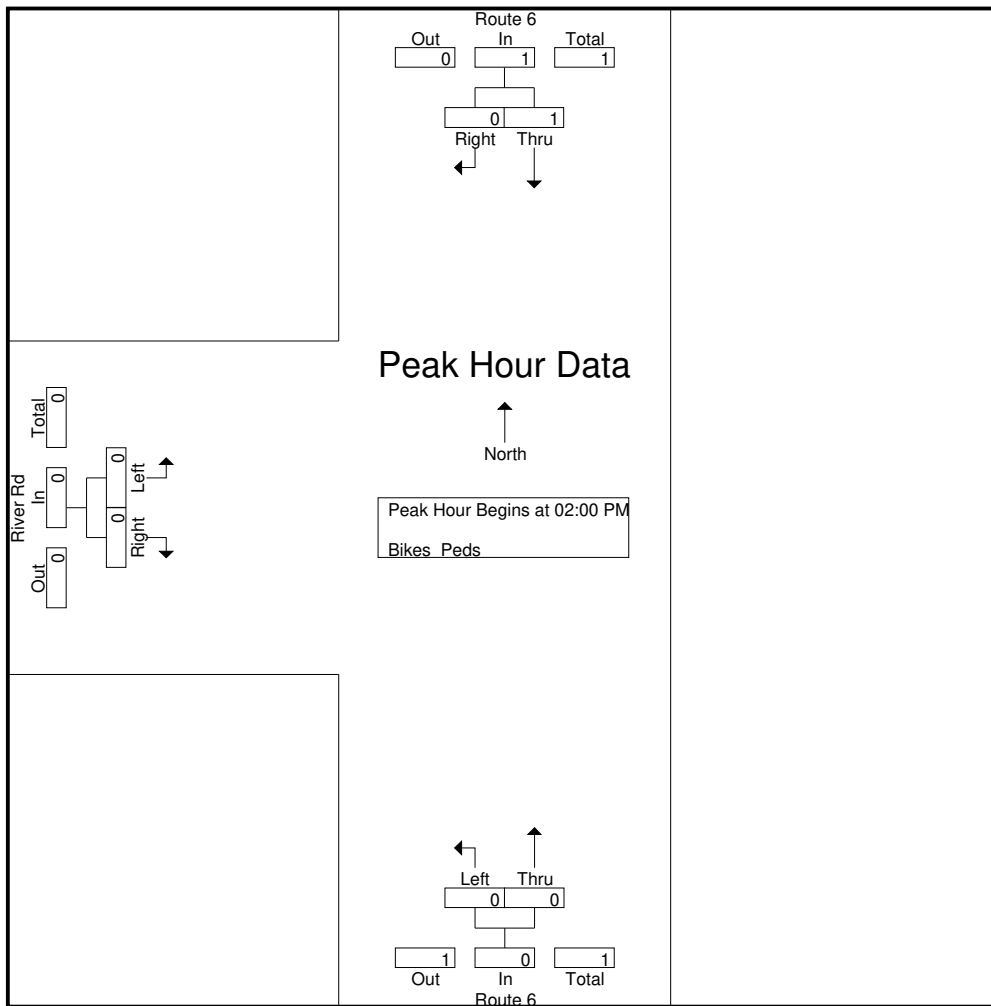 Route 6
Out In Total
0 1 1
0 1
Right Thru
Peak Hour Data
North
Peak Hour Begins at 02:00 PM
Bikes Peds
River Rd
Total
0
In
0
Out
0
Left
0
Right
0
Left Thru
0 0
1 0 1
Out In Total
Route 6